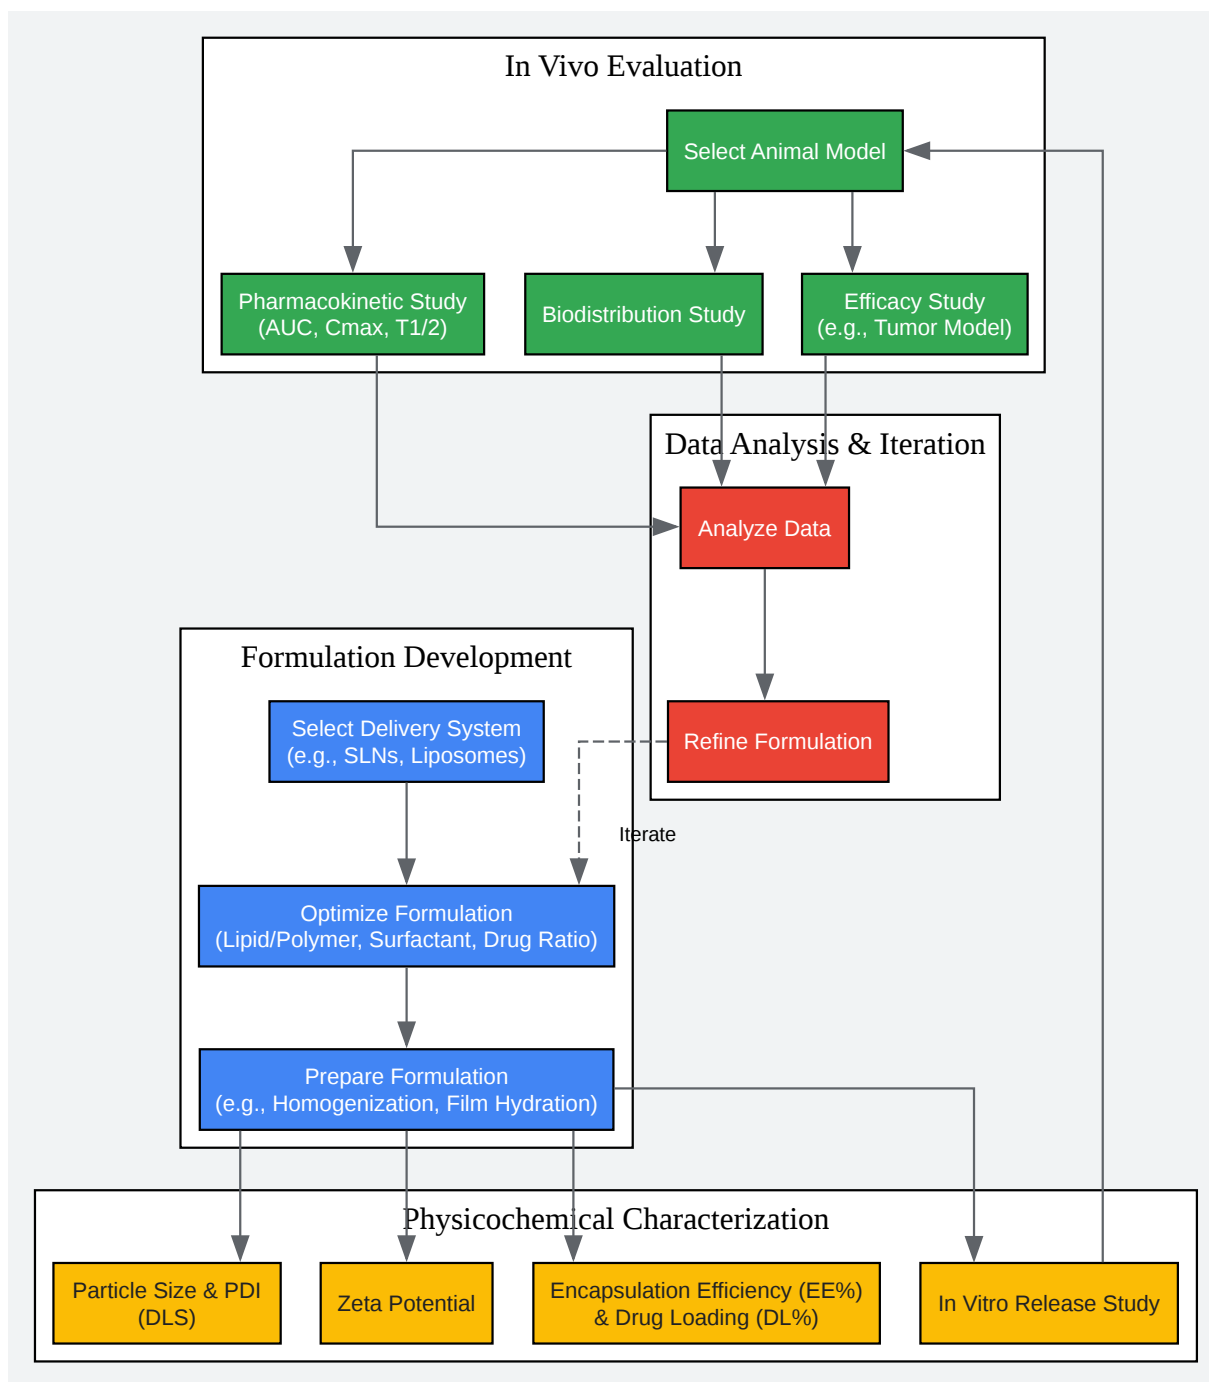 In Vivo Evaluation
Select Animal Model
Pharmacokinetic Study
(AUC, Cmax, T1/2)
Biodistribution Study
Efficacy Study
(e.g., Tumor Model)
Data Analysis & Iteration
Analyze Data
Refine Formulation
Formulation Development
Select Delivery System
(e.g., SLNs, Liposomes)
Iterate
Optimize Formulation
(Lipid/Polymer, Surfactant, Drug Ratio)
Prepare Formulation
(e.g., Homogenization, Film Hydration)
Physicochemical Characterization
Particle Size & PDI
(DLS)
Zeta Potential
Encapsulation Efficiency (EE%)
& Drug Loading (DL%)
In Vitro Release Study